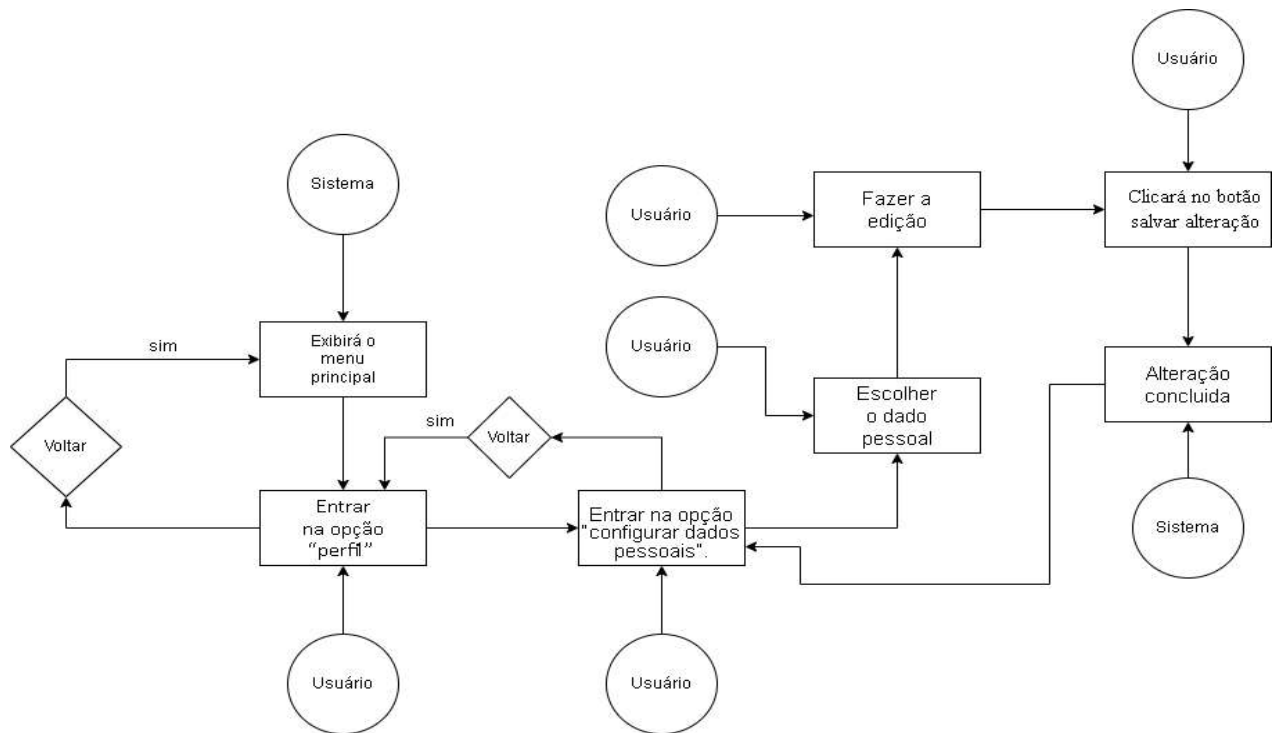 Usuário
Sistema
Usuário
Fazer a
edição
Clicará no botão
salvar alteração
Usuário
sim
Exibirá o
menu
principal
Escolher
o dado
pessoal
Alteração
concluida
Voltar
sim
Voltar
Entrar
na opção
“perfil”
Entrar na opção
"configurar dados
pessoais".
Sistema
Usuário
Usuário